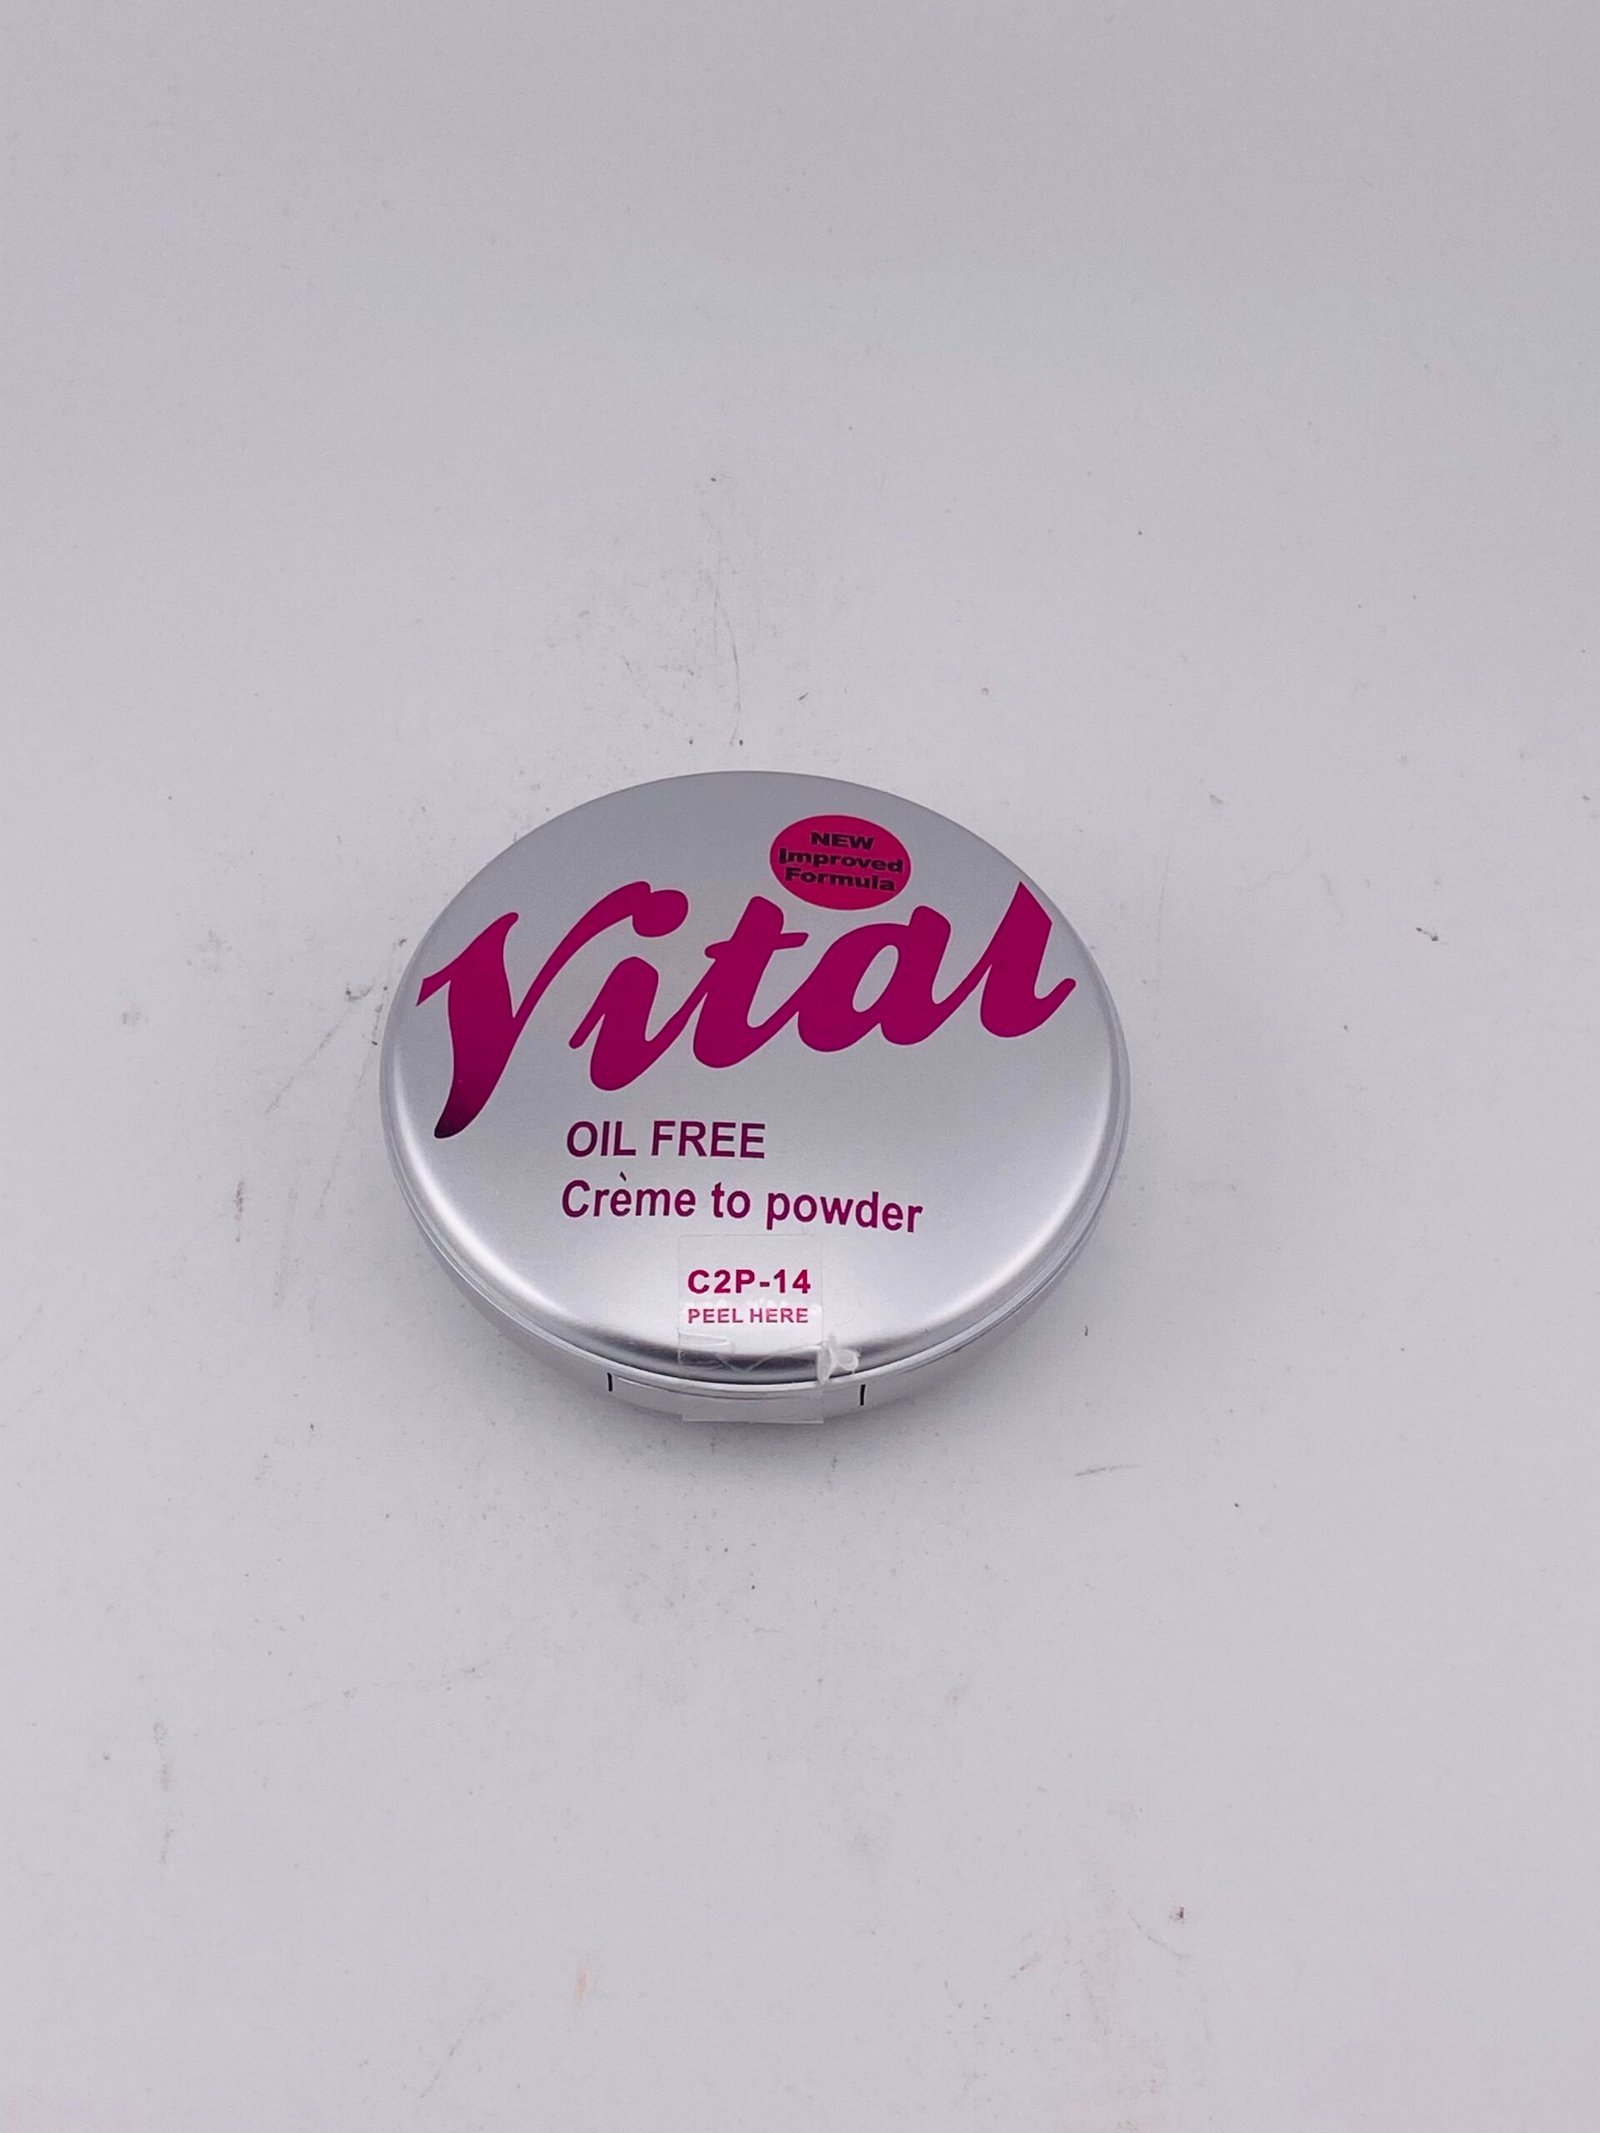 NEW
Improved
Formula
Vital
OIL FREE
Crème to powder
C2P-14
PEEL HERE